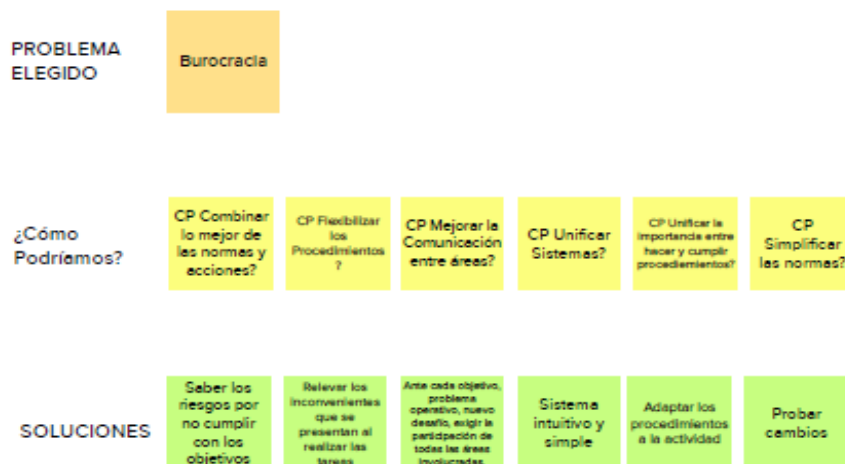 PROBLEMA
ELEGIDO
Burocracia
¿Cómo
Podríamos?
CP Combinar
lo mejor de
las normas y
acciones?
CP Flexibilizar
los
Procedimientos
?
CP Mejorar la
Comunicación
entre áreas?
CP Unificar
Sistemas?
CP Unificar la
importancia entre
hacer y cumplir
procediemientos?
CP
Simplificar
las normas?
SOLUCIONES
Saber los
riesgos por
no cumplir
con los
objetivos
Relevar los
inconvenientes
que se
presentan al
realizar las
tareas
Ante cada objetivo,
problema
operativo, nuevo
desafío, exigir la
participación de
todas las áreas
involucradas
Sistema
intuitivo y
simple
Adaptar los
procedimientos
a la actividad
Probar
cambios